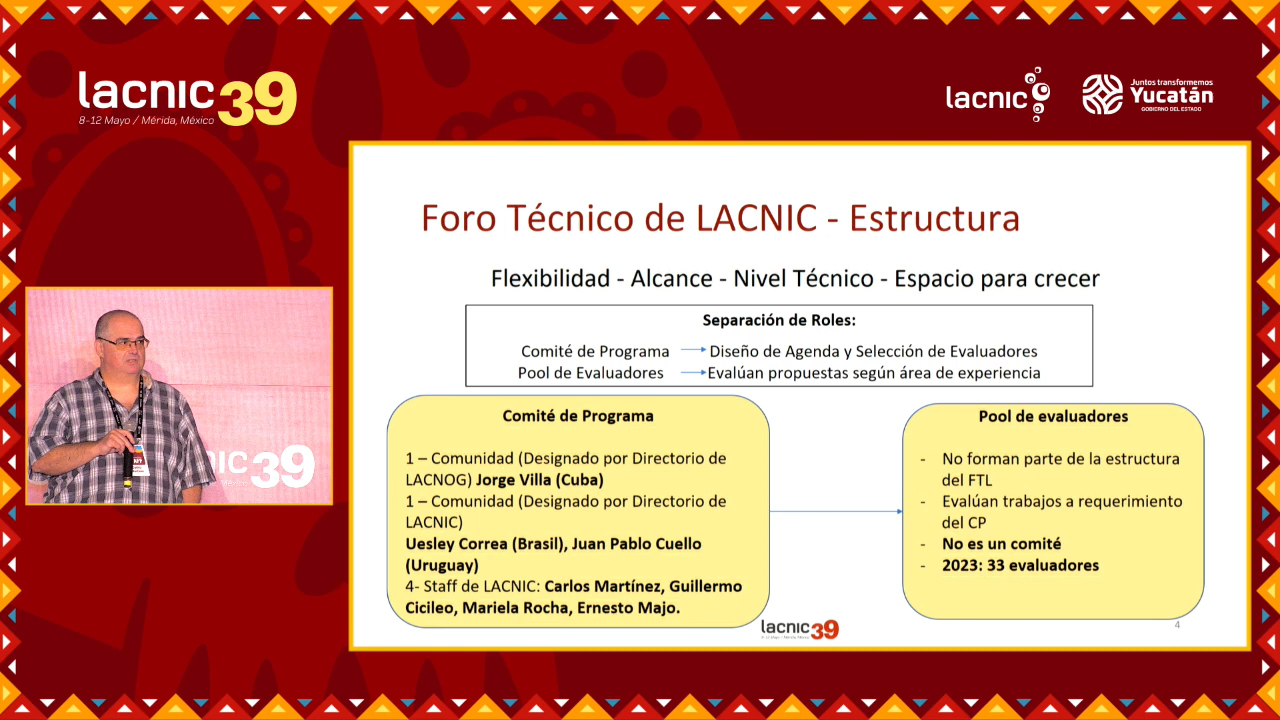 lacnic39
8-12 Mayo / Mérida, México
lacnic
Juntos transformemos
Yucatán
GOBIERNO DEL ESTADO
Foro Técnico de LACNIC - Estructura
Flexibilidad - Alcance - Nivel Técnico - Espacio para crecer
Separación de Roles:
Comité de Programa Diseño de Agenda y Selección de Evaluadores
Pool de Evaluadores Evalúan propuestas según área de experiencia
Comité de Programa
1 – Comunidad (Designado por Directorio de
LACNOG) Jorge Villa (Cuba)
1 – Comunidad (Designado por Directorio de
LACNIC)
Uesley Correa (Brasil), Juan Pablo Cuello
(Uruguay)
4- Staff de LACNIC: Carlos Martínez, Guillermo
Cicileo, Mariela Rocha, Ernesto Majo.
Pool de evaluadores
- No forman parte de la estructura
del FTL
- Evalúan trabajos a requerimiento
del CP
- No es un comité
- 2023: 33 evaluadores
lacnic39
4
NIC39